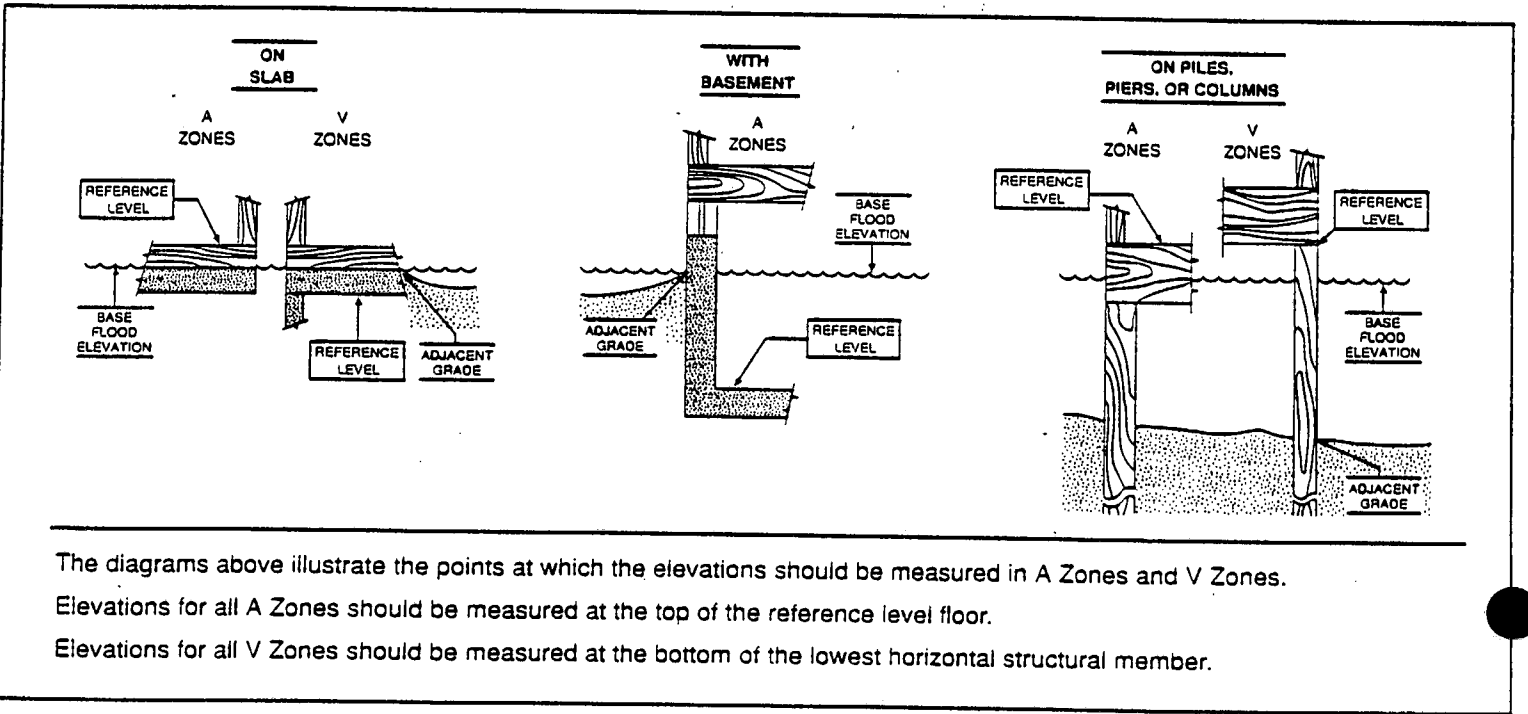 ON
SLAB
A
ZONES
V
ZONES
REFERENCE
LEVEL
BASE
FLOOD
ELEVATION
REFERENCE
LEVEL
ADJACENT
GRADE
WITH
BASEMENT
A
ZONES
BASE
FLOOD
ELEVATION
ADJACENT
GRADE
REFERENCE
LEVEL
ON PILES,
PIERS, OR COLUMNS
A
ZONES
V
ZONES
REFERENCE
LEVEL
REFERENCE
LEVEL
BASE
FLOOD
ELEVATION
ADJACENT
GRADE
The diagrams above illustrate the points at which the elevations should be measured in A Zones and V Zones.
Elevations for all A Zones should be measured at the top of the reference level floor.
Elevations for all V Zones should be measured at the bottom of the lowest horizontal structural member.